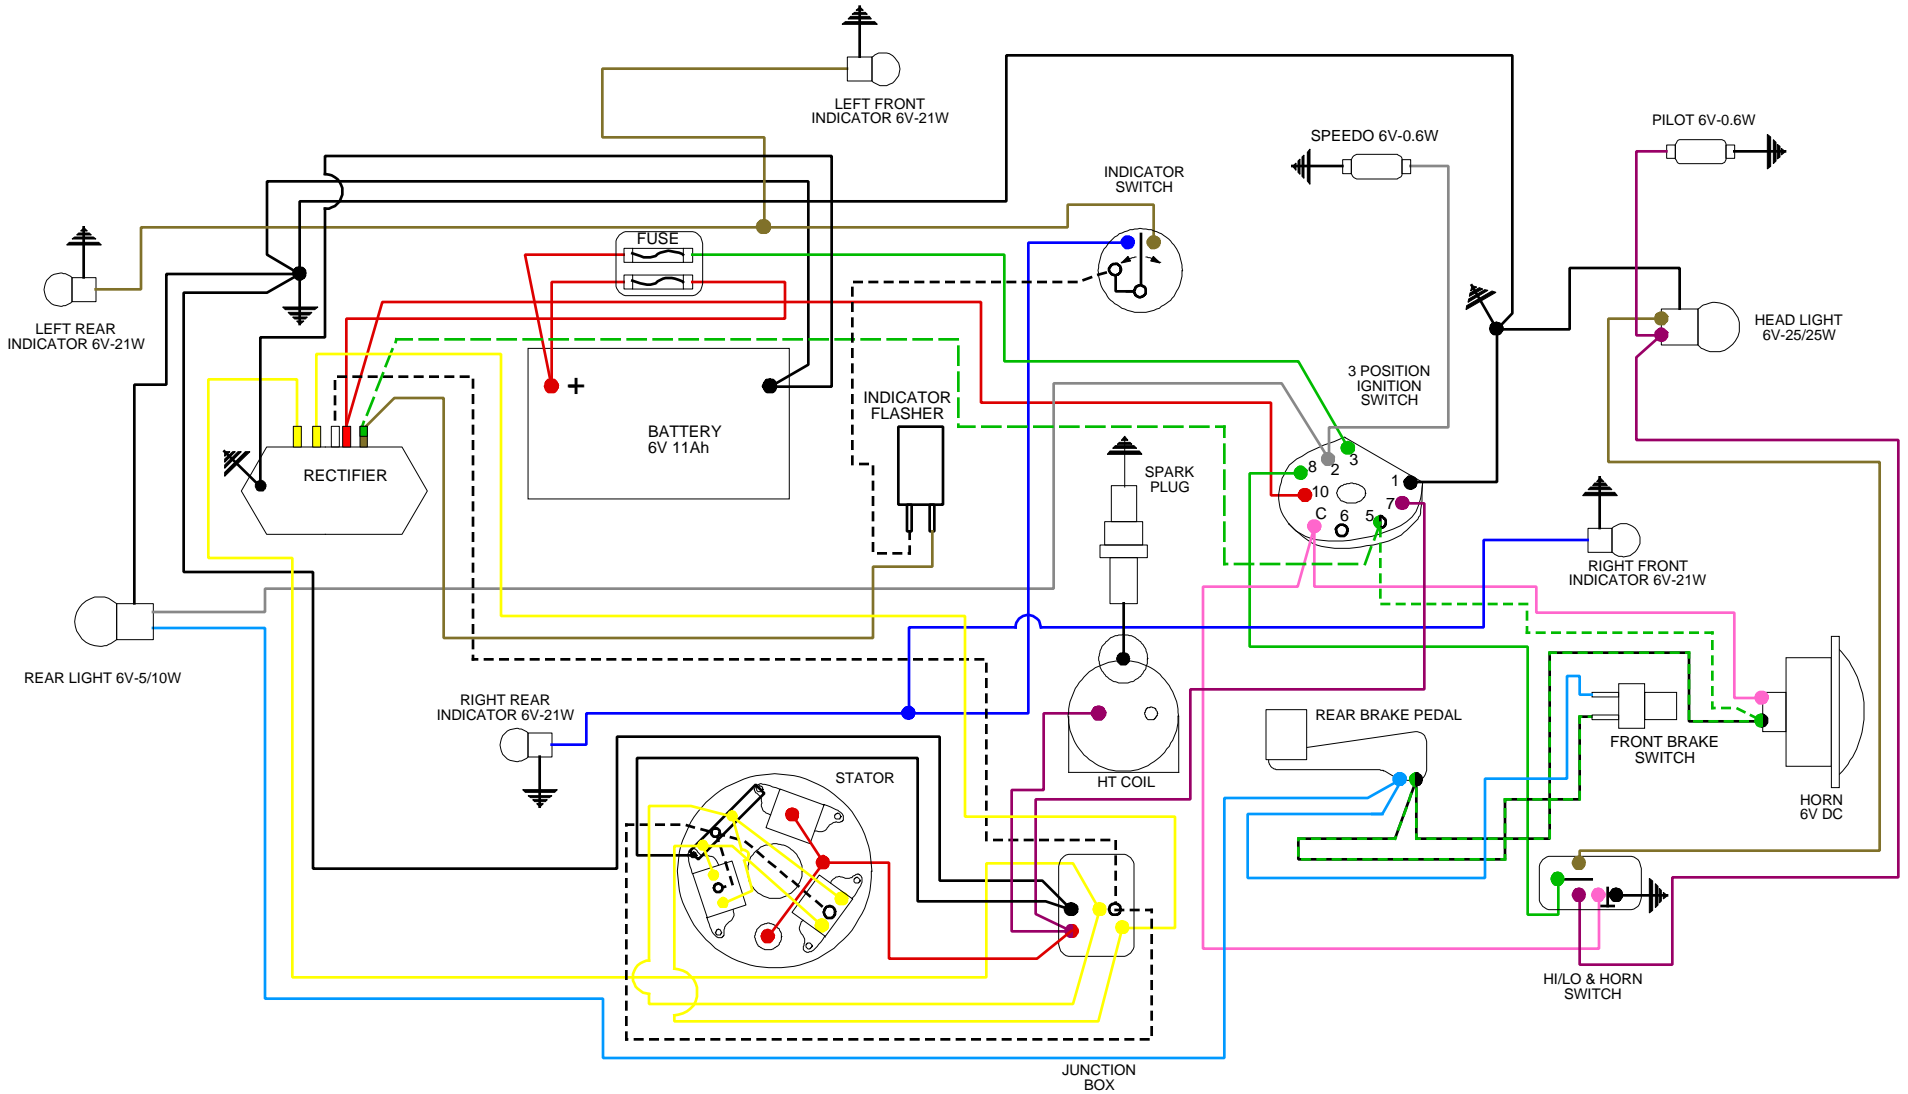 LEFT FRONT
INDICATOR 6V-21W
SPEEDO 6V-0.6W
PILOT 6V-0.6W
INDICATOR
SWITCH
FUSE
LEFT REAR
INDICATOR 6V-21W
HEAD LIGHT
6V-25/25W
3 POSITION
IGNITION
SWITCH
+
INDICATOR
FLASHER
BATTERY
6V 11Ah
RECTIFIER
SPARK
PLUG
8
2
3
1
10
7
C
6
5
RIGHT FRONT
INDICATOR 6V-21W
REAR LIGHT 6V-5/10W
RIGHT REAR
INDICATOR 6V-21W
REAR BRAKE PEDAL
FRONT BRAKE
SWITCH
STATOR
HT COIL
HORN
6V DC
HI/LO & HORN
SWITCH
JUNCTION
BOX